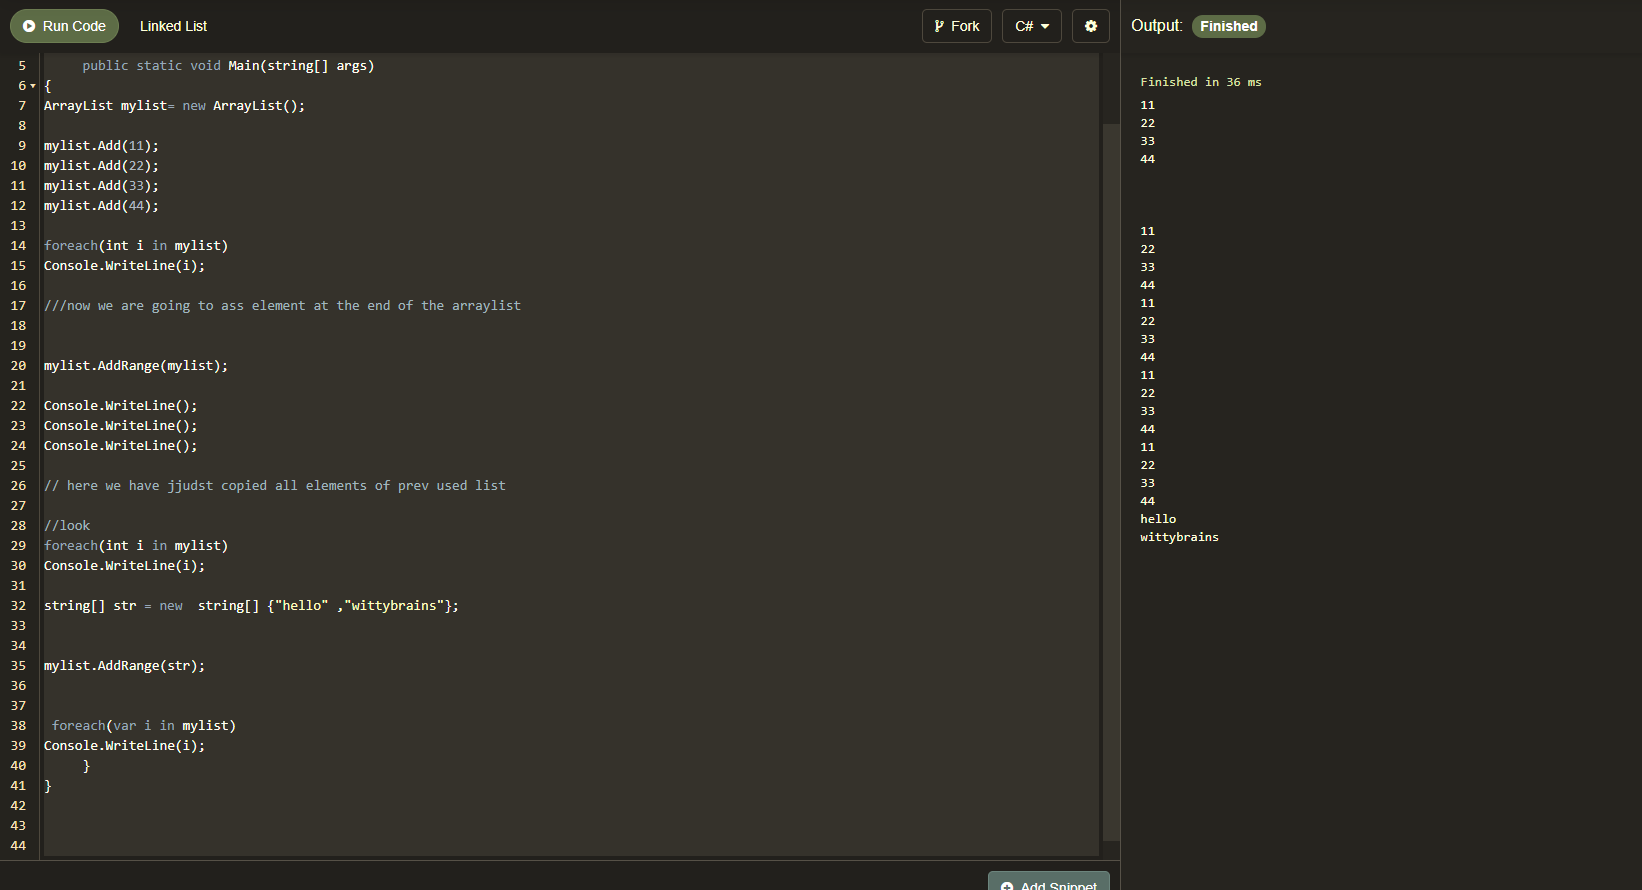 Run Code Linked List Fork C# Output: Finished
5 public static void Main(string[] args)
6 {
7 ArrayList mylist= new ArrayList();
8
9 mylist.Add(11);
10 mylist.Add(22);
11 mylist.Add(33);
12 mylist.Add(44);
13
14 foreach(int i in mylist)
15 Console.WriteLine(i);
16
17 ///now we are going to ass element at the end of the arraylist
18
19
20 mylist.AddRange(mylist);
21
22 Console.WriteLine();
23 Console.WriteLine();
24 Console.WriteLine();
25
26 // here we have jjudst copied all elements of prev used list
27
28 //look
29 foreach(int i in mylist)
30 Console.WriteLine(i);
31
32 string[] str = new  string[] {"hello" ,"wittybrains"};
33
34
35 mylist.AddRange(str);
36
37
38 foreach(var i in mylist)
39 Console.WriteLine(i);
40 }
41 }
42
43
44
Add Snippet
Finished in 36 ms
11
22
33
44
11
22
33
44
11
22
33
44
11
22
33
44
11
22
33
44
hello
wittybrains